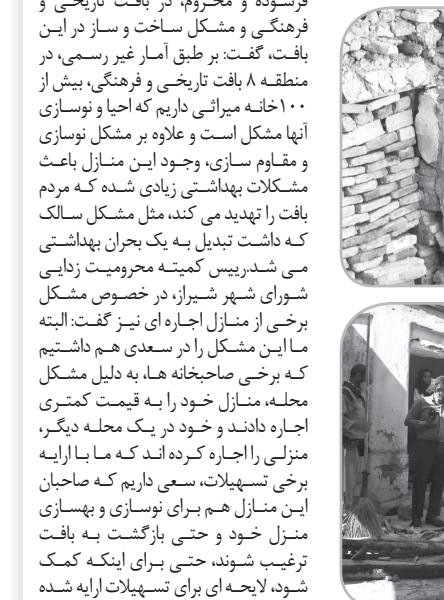 فرسوده و محروم، در بافت تاریخی و
فرهنگی و مشکل ساخت و ساز در این
بافت، گفت: بر طبق آمار غیر رسمی، در
منطقه ۸ بافت تاریخی و فرهنگی، بیش از
۱۰۰خانه میراثی داریم که احیا و نوسازی
آنها مشکل است و علاوه بر مشکل نوسازی
و مقاوم سازی، وجود این منازل باعث
مشکلات بهداشتی زیادی شده که مردم
بافت را تهدید می کند، مثل مشکل سالک
که داشت تبدیل به یک بحران بهداشتی
می شد.رییس کمیته محرومیت زدایی
شورای شهر شیراز، در خصوص مشکل
برخی از منازل اجاره ای نیز گفت: البته
ما این مشکل را در سعدی هم داشتیم
که برخی صاحبخانه ها، به دلیل مشکل
محله، منازل خود را به قیمت کمتری
اجاره دادند و خود در یک محله دیگر،
منزلی را اجاره کرده اند که ما با ارایه
برخی تسهیلات، سعی داریم که صاحبان
این منازل هم برای نوسازی و بهسازی
منزل خود و حتی بازگشت به بافت
ترغیب شوند، حتی برای اینکه کمک
شود، لایحه ای برای تسهیلات ارایه شده